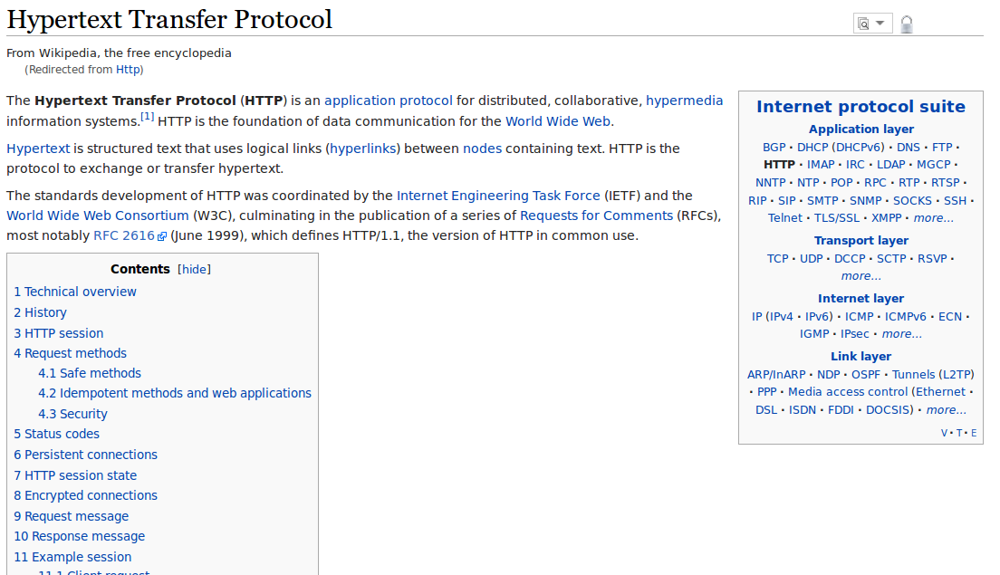 Hypertext Transfer Protocol
From Wikipedia, the free encyclopedia
(Redirected from Http)
The Hypertext Transfer Protocol (HTTP) is an application protocol for distributed, collaborative, hypermedia
information systems.[1] HTTP is the foundation of data communication for the World Wide Web.
Hypertext is structured text that uses logical links (hyperlinks) between nodes containing text. HTTP is the
protocol to exchange or transfer hypertext.
The standards development of HTTP was coordinated by the Internet Engineering Task Force (IETF) and the
World Wide Web Consortium (W3C), culminating in the publication of a series of Requests for Comments (RFCs),
most notably RFC 2616 (June 1999), which defines HTTP/1.1, the version of HTTP in common use.
Contents [hide]
1 Technical overview
2 History
3 HTTP session
4 Request methods
4.1 Safe methods
4.2 Idempotent methods and web applications
4.3 Security
5 Status codes
6 Persistent connections
7 HTTP session state
8 Encrypted connections
9 Request message
10 Response message
11 Example session
11.1 Client request
Internet protocol suite
Application layer
BGP · DHCP (DHCPv6) · DNS · FTP ·
HTTP · IMAP · IRC · LDAP · MGCP ·
NNTP · NTP · POP · RPC · RTP · RTSP ·
RIP · SIP · SMTP · SNMP · SOCKS · SSH ·
Telnet · TLS/SSL · XMPP · more...
Transport layer
TCP · UDP · DCCP · SCTP · RSVP ·
more...
Internet layer
IP (IPv4 · IPv6) · ICMP · ICMPv6 · ECN ·
IGMP · IPsec · more...
Link layer
ARP/InARP · NDP · OSPF · Tunnels (L2TP)
· PPP · Media access control (Ethernet ·
DSL · ISDN · FDDI · DOCSIS) · more...
V · T · E